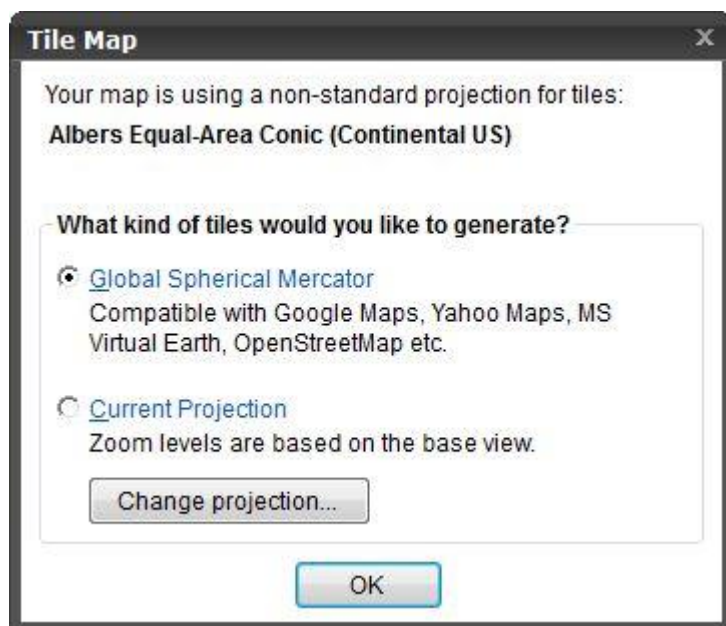 Tile Map
Your map is using a non-standard projection for tiles:
Albers Equal-Area Conic (Continental US)
What kind of tiles would you like to generate?
Global Spherical Mercator
Compatible with Google Maps, Yahoo Maps, MS
Virtual Earth, OpenStreetMap etc.
Current Projection
Zoom levels are based on the base view.
Change projection...
OK